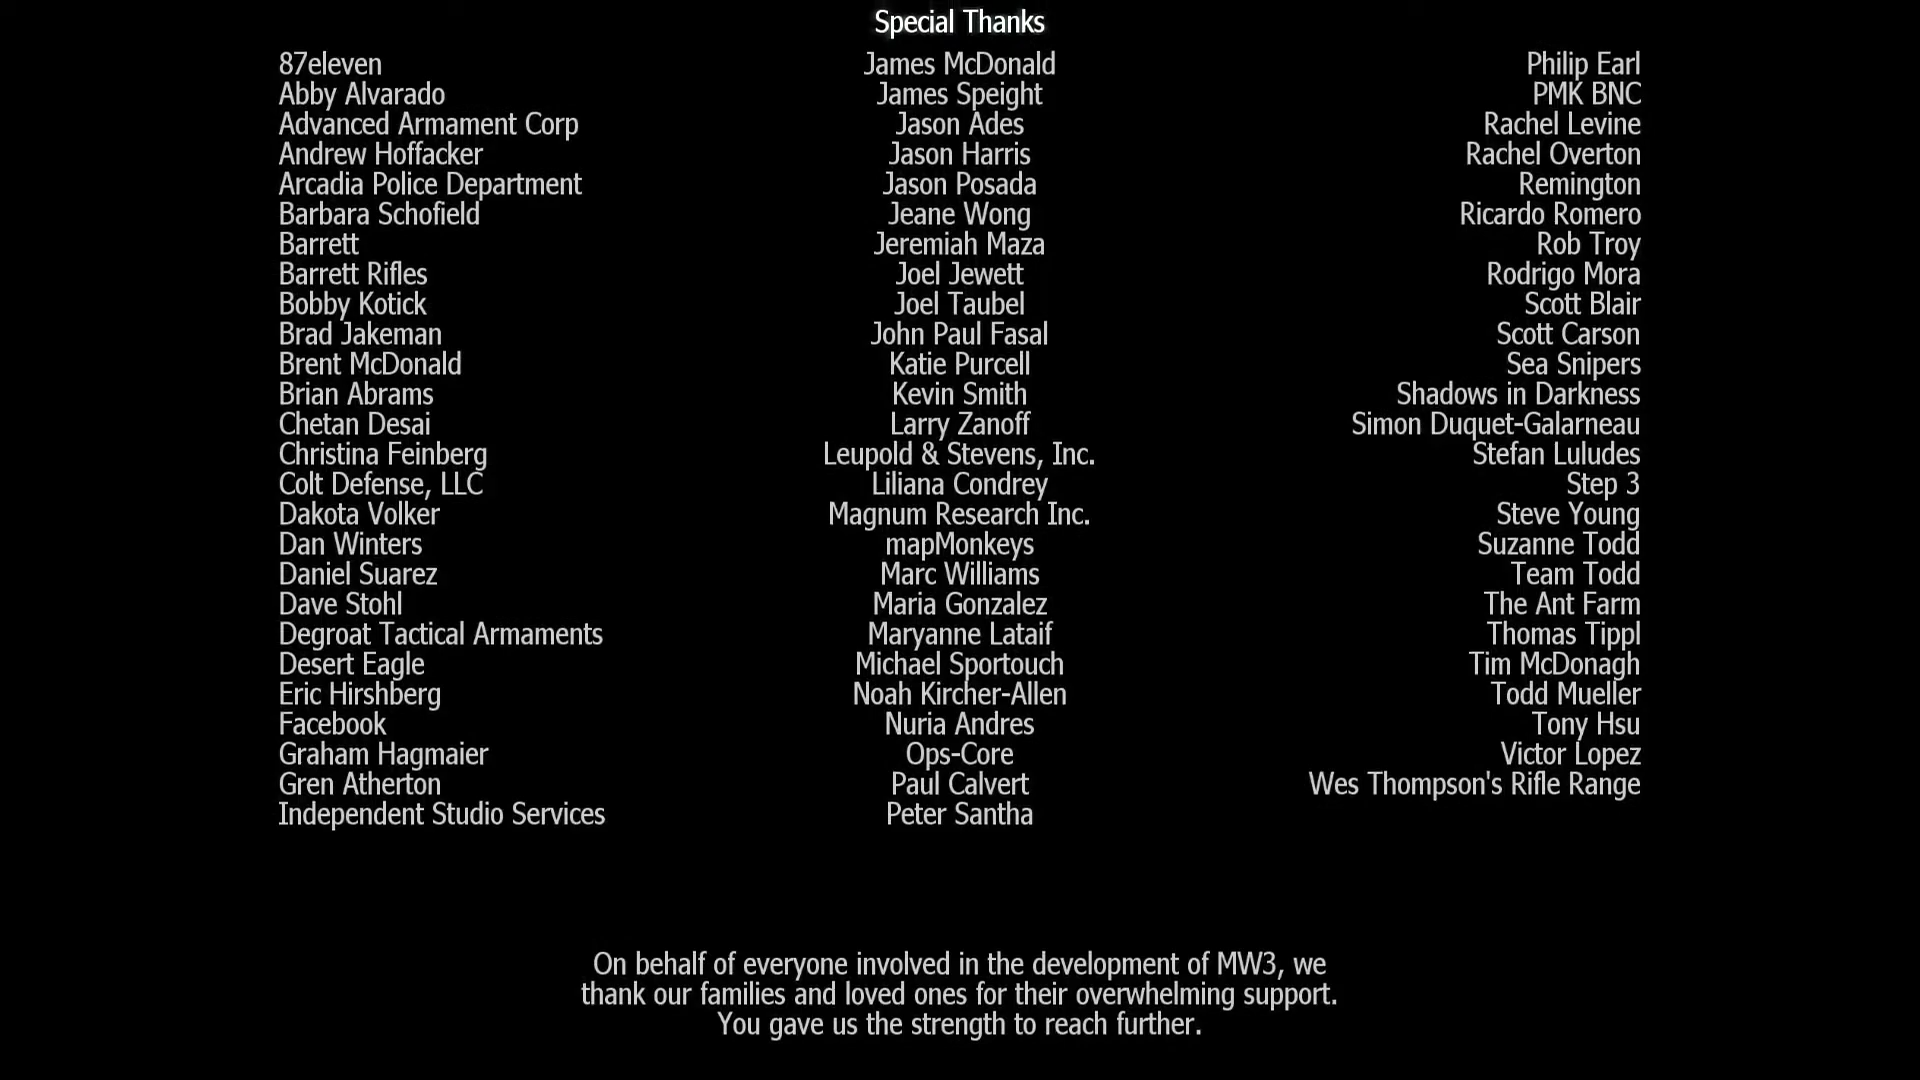 Special Thanks
87eleven
Abby Alvarado
Advanced Armament Corp
Andrew Hoffacker
Arcadia Police Department
Barbara Schofield
Barrett
Barrett Rifles
Bobby Kotick
Brad Jakeman
Brent McDonald
Brian Abrams
Chetan Desai
Christina Feinberg
Colt Defense, LLC
Dakota Volker
Dan Winters
Daniel Suarez
Dave Stohl
Degroat Tactical Armaments
Desert Eagle
Eric Hirshberg
Facebook
Graham Hagmaier
Gren Atherton
Independent Studio Services
James McDonald
James Speight
Jason Ades
Jason Harris
Jason Posada
Jeane Wong
Jeremiah Maza
Joel Jewett
Joel Taubel
John Paul Fasal
Katie Purcell
Kevin Smith
Larry Zanoff
Leupold & Stevens, Inc.
Liliana Condrey
Magnum Research Inc.
mapMonkeys
Marc Williams
Maria Gonzalez
Maryanne Lataif
Michael Sportouch
Noah Kircher-Allen
Nuria Andres
Ops-Core
Paul Calvert
Peter Santha
Philip Earl
PMK BNC
Rachel Levine
Rachel Overton
Remington
Ricardo Romero
Rob Troy
Rodrigo Mora
Scott Blair
Scott Carson
Sea Snipers
Shadows in Darkness
Simon Duquet-Galarneau
Stefan Luludes
Step 3
Steve Young
Suzanne Todd
Team Todd
The Ant Farm
Thomas Tippl
Tim McDonagh
Todd Mueller
Tony Hsu
Victor Lopez
Wes Thompson's Rifle Range
On behalf of everyone involved in the development of MW3, we
thank our families and loved ones for their overwhelming support.
You gave us the strength to reach further.